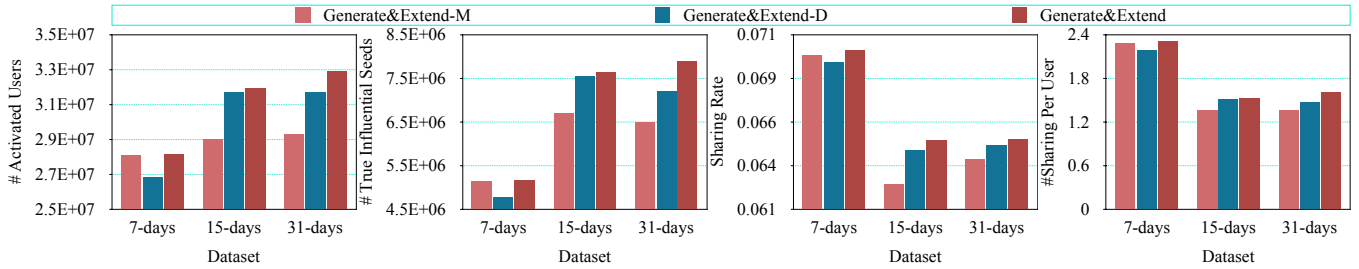 Generate&Extend-M Generate&Extend-D Generate&Extend
# Activated Users
3.5E+07
3.3E+07
3.1E+07
2.9E+07
2.7E+07
2.5E+07
7-days 15-days 31-days
Dataset
# True Influential Seeds
8.5E+06
7.5E+06
6.5E+06
5.5E+06
4.5E+06
7-days 15-days 31-days
Dataset
Sharing Rate
0.071
0.069
0.066
0.064
0.061
7-days 15-days 31-days
Dataset
#Sharing Per User
2.4
1.8
1.2
0.6
0
7-days 15-days 31-days
Dataset